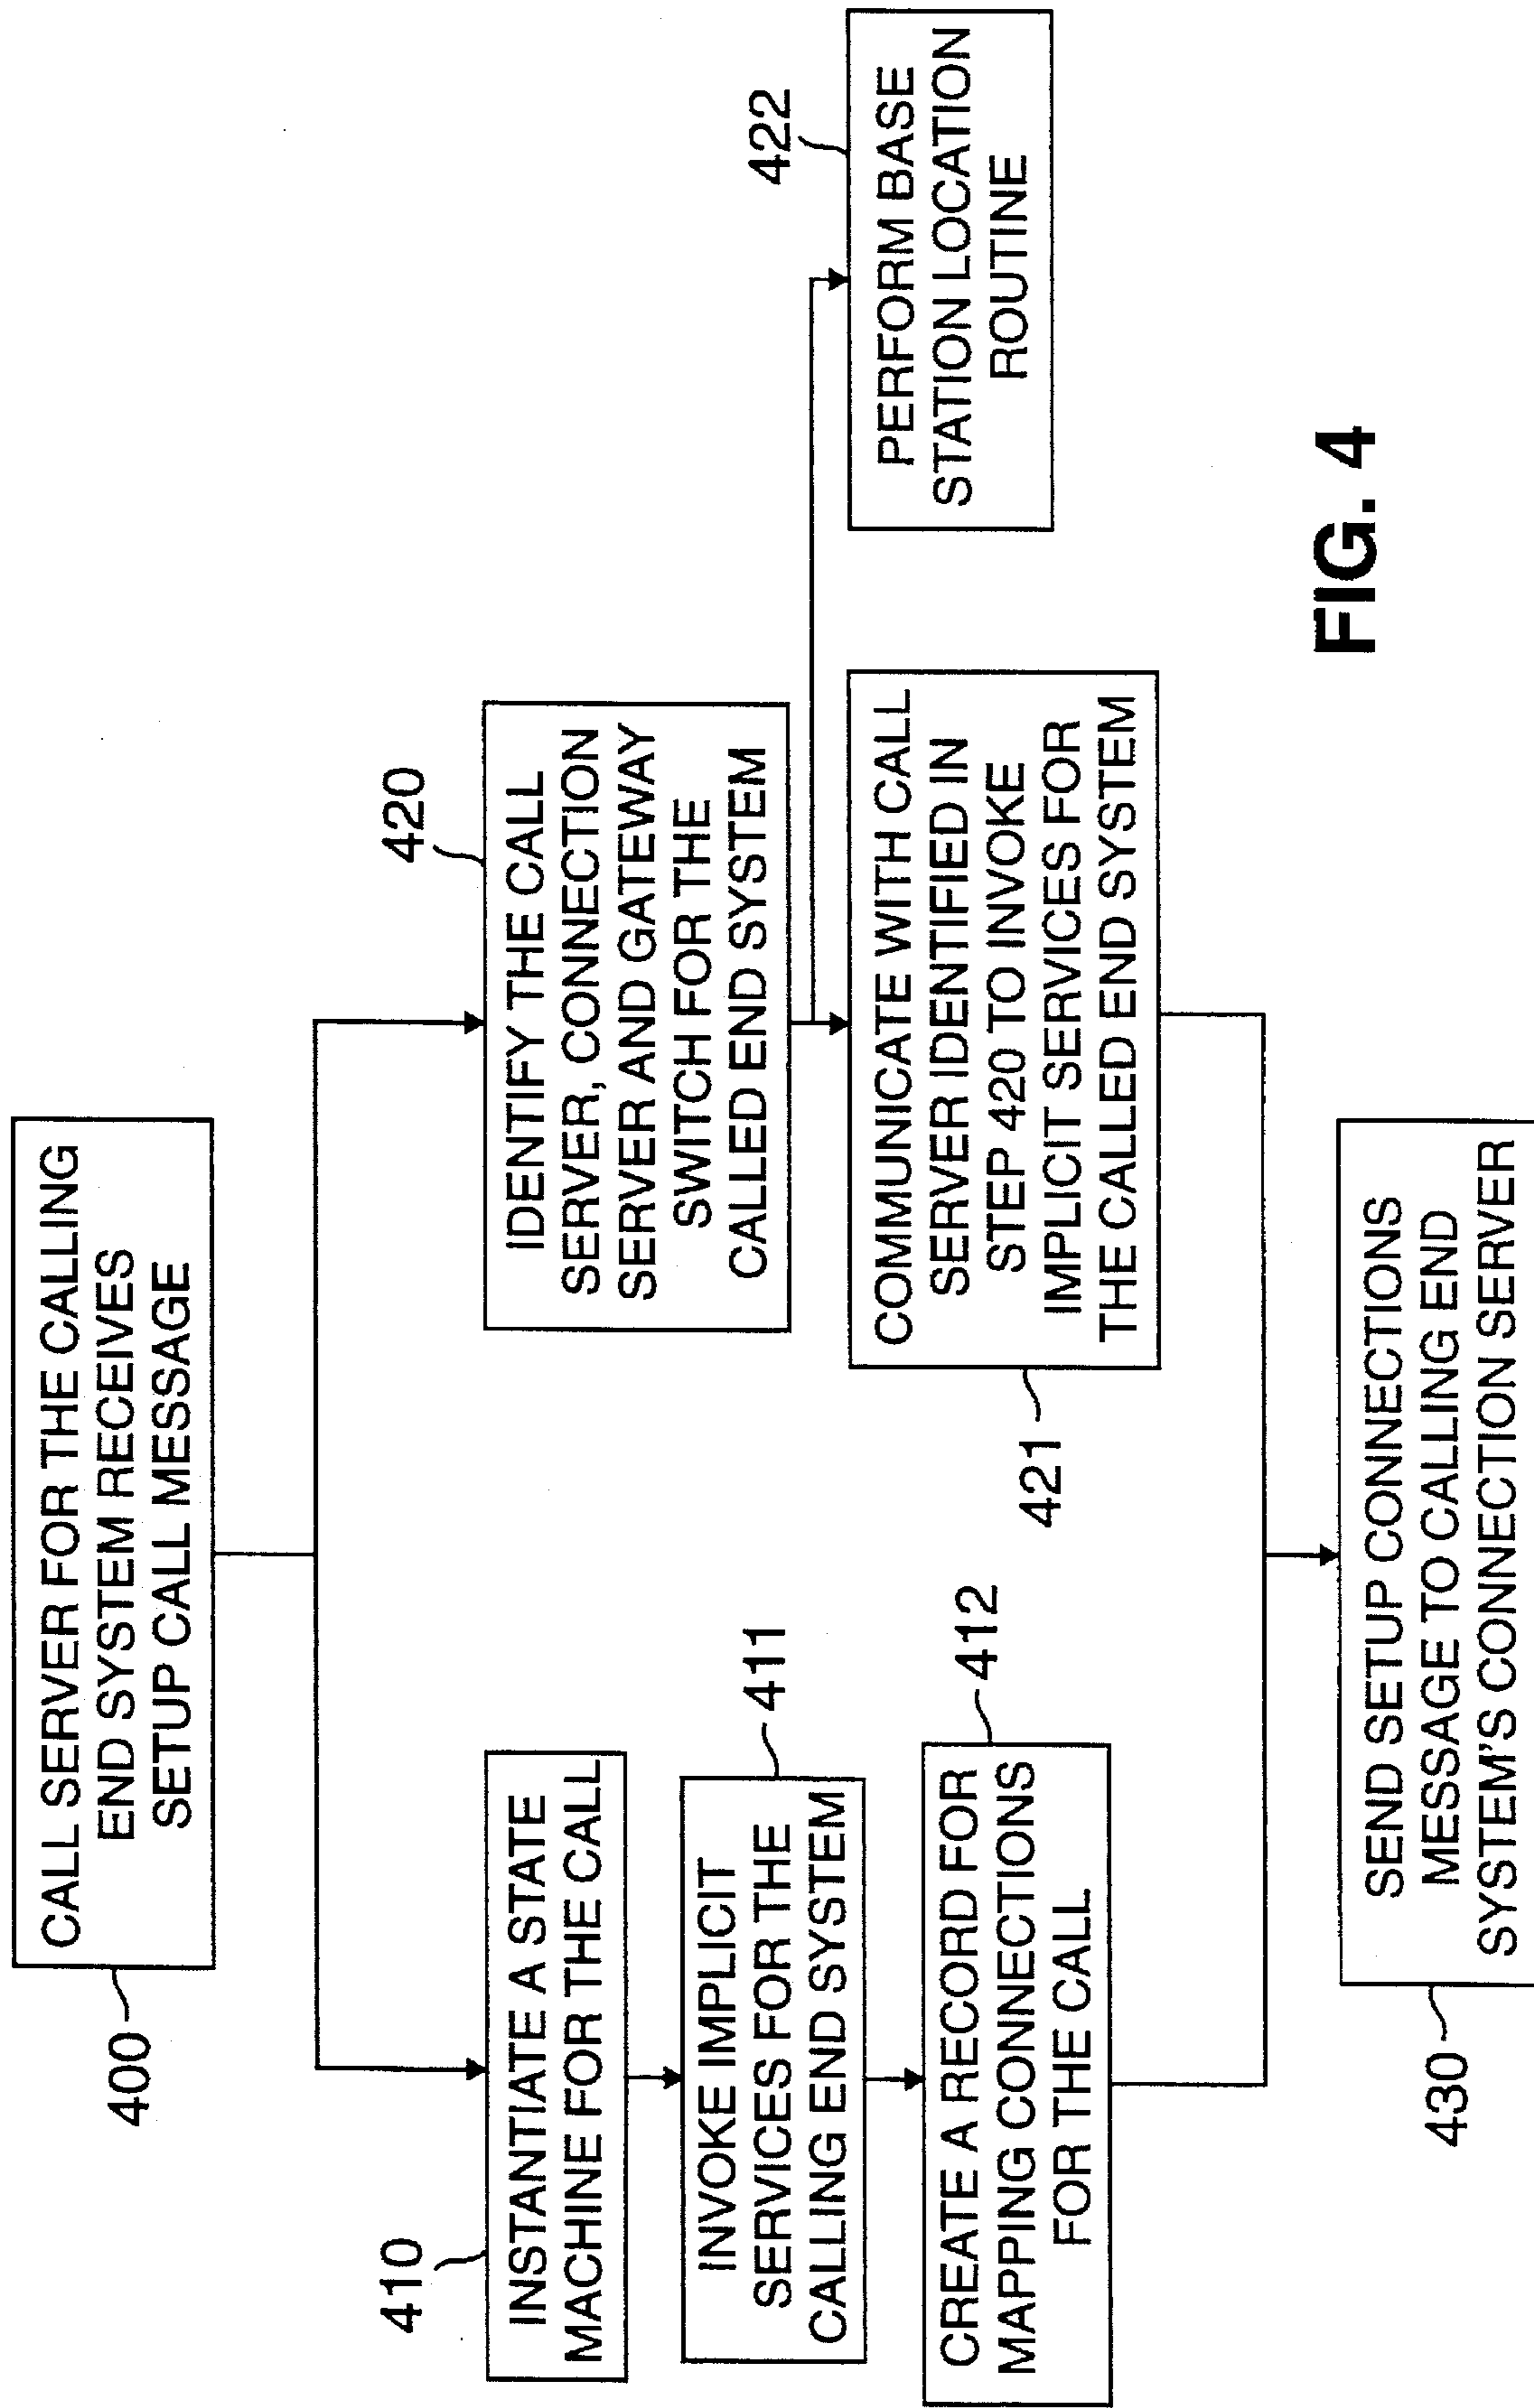 CALL SERVER FOR THE CALLING
END SYSTEM RECEIVES
SETUP CALL MESSAGE
400
410
INSTANTIATE A STATE
MACHINE FOR THE CALL
INVOKE IMPLICIT
SERVICES FOR THE
CALLING END SYSTEM
411
CREATE A RECORD FOR
MAPPING CONNECTIONS
FOR THE CALL
412
420
IDENTIFY THE CALL
SERVER, CONNECTION
SERVER AND GATEWAY
SWITCH FOR THE
CALLED END SYSTEM
COMMUNICATE WITH CALL
SERVER IDENTIFIED IN
STEP 420 TO INVOKE
IMPLICIT SERVICES FOR
THE CALLED END SYSTEM
421
422
PERFORM BASE
STATION LOCATION
ROUTINE
SEND SETUP CONNECTIONS
MESSAGE TO CALLING END
SYSTEM'S CONNECTION SERVER
430
FIG. 4